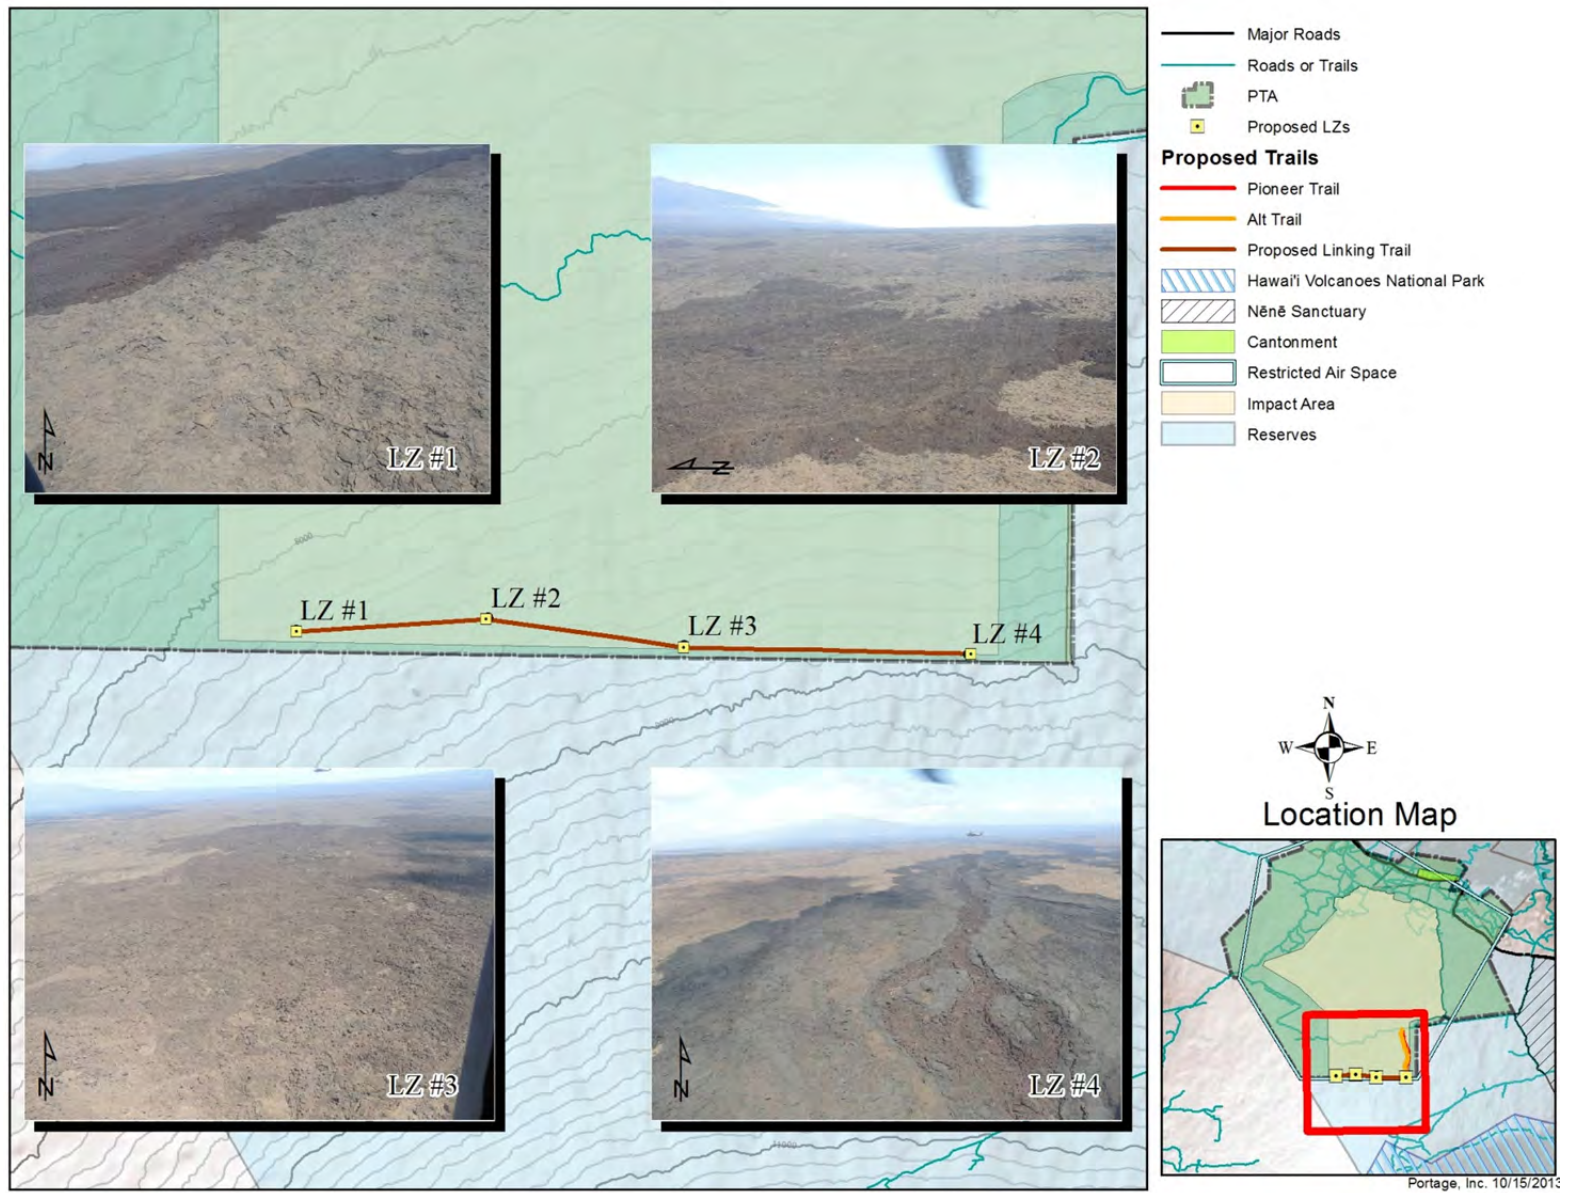 Major Roads
Roads or Trails
PTA
Proposed LZs
Proposed Trails
Pioneer Trail
Alt Trail
Proposed Linking Trail
Hawai'i Volcanoes National Park
Nēnē Sanctuary
Cantonment
Restricted Air Space
Impact Area
Reserves
N
LZ #1
N
LZ #2
8000
LZ #1
LZ #2
LZ #3
LZ #4
N
LZ #3
N
LZ #4
N
W E
S
Location Map
Portage, Inc. 10/15/2013